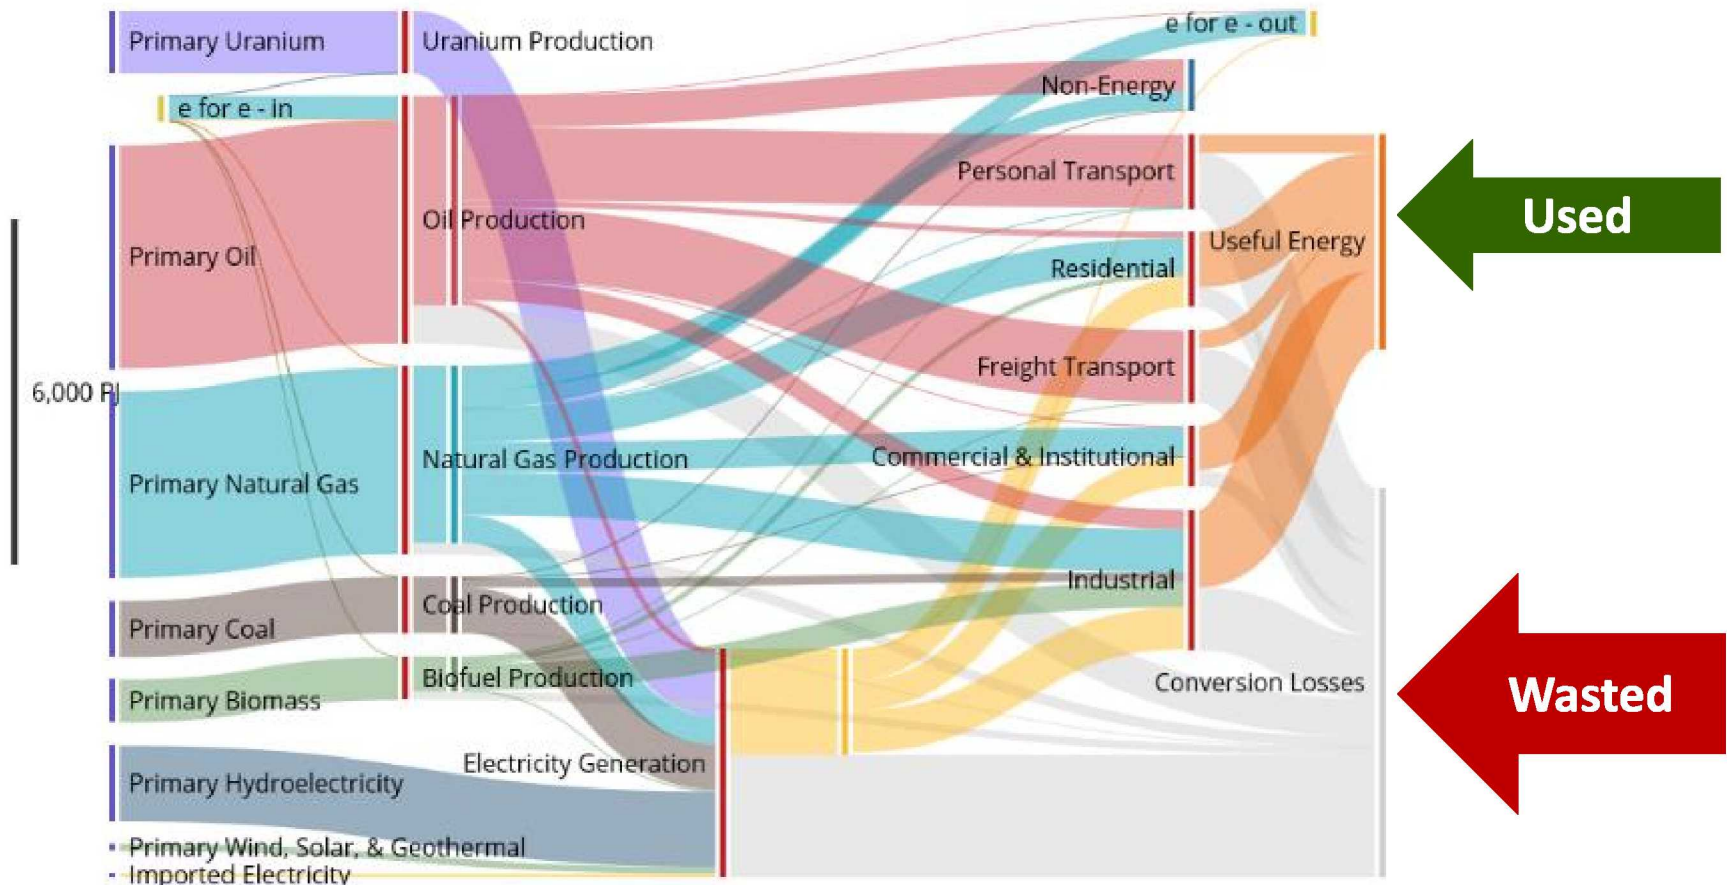 Primary Uranium
Uranium Production
e for e - out
e for e - in
Non-Energy
Personal Transport
Oil Production
Primary Oil
Used
Useful Energy
Residential
Freight Transport
6,000 PJ
Natural Gas Production
Commercial & Institutional
Primary Natural Gas
Industrial
Coal Production
Primary Coal
Biofuel Production
Conversion Losses
Wasted
Primary Biomass
Electricity Generation
Primary Hydroelectricity
Primary Wind, Solar, & Geothermal
Imported Electricity